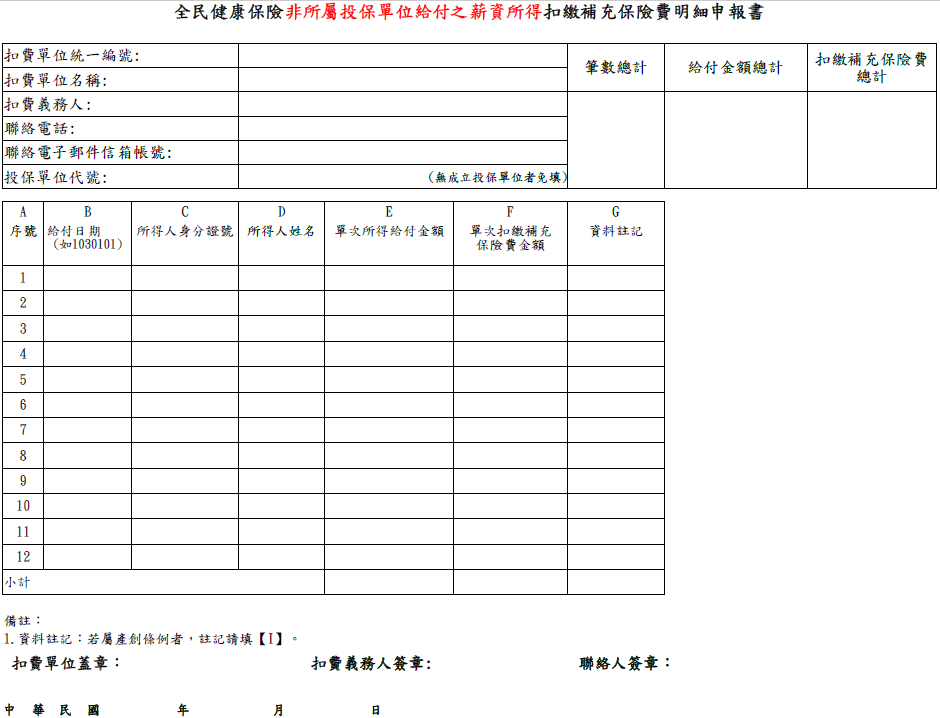 全民健康保險非所屬投保單位給付之薪資所得扣繳補充保險費明細申報書
扣費單位統一編號:
扣費單位名稱:
扣費義務人:
聯絡電話:
聯絡電子郵件信箱帳號:
投保單位代號:
(無成立投保單位者免填)
筆數總計
給付金額總計
扣繳補充保險費
總計
A
序號
B
給付日期
(如1030101)
C
所得人身分證號
D
所得人姓名
E
單次所得給付金額
F
單次扣繳補充
保險費金額
G
資料註記
1
2
3
4
5
6
7
8
9
10
11
12
小計
備註：
1.資料註記：若屬產創條例者，註記請填【I】。
扣費單位蓋章：
扣費義務人簽章:
聯絡人簽章：
中 華 民 國 年 月 日